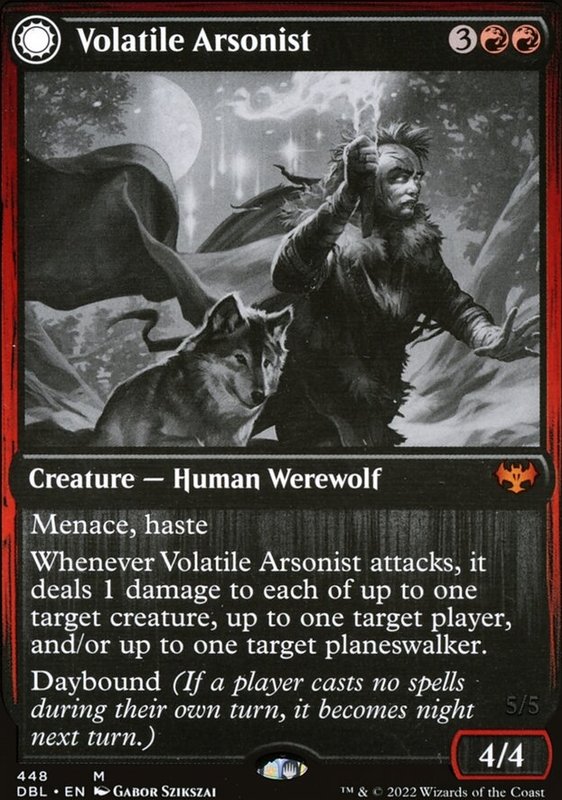 Volatile Arsonist 3
Creature — Human Werewolf
Menace, haste
Whenever Volatile Arsonist attacks, it
deals 1 damage to each of up to one
target creature, up to one target player,
and/or up to one target planeswalker.
Daybound (If a player casts no spells
during their own turn, it becomes night
next turn.)
5/5
4/4
448 M
DBL • EN Gabor Szikszai
™ & © 2022 Wizards of the Coast